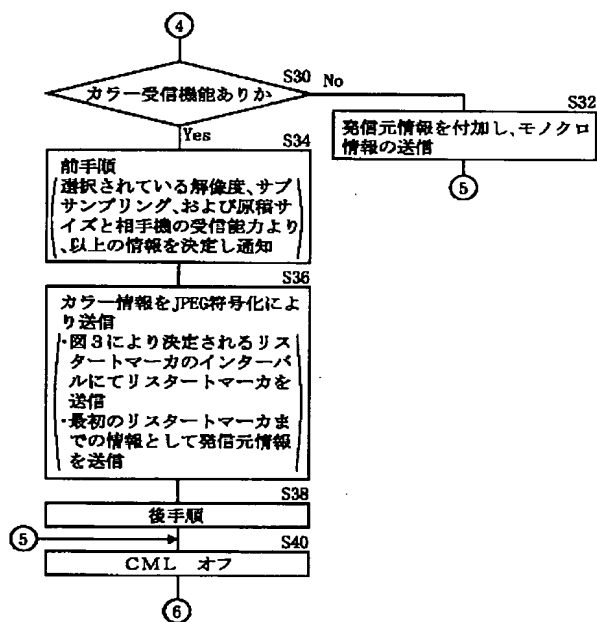 ④
S30
カラー受信機能ありか
No
Yes
S32
発信元情報を付加し、モノクロ
情報の送信
⑤
S34
前手順
選択されている解像度、サブ
サンプリング、および原稿サ
イズと相手機の受信能力より
、以上の情報を決定し通知
S36
カラー情報をJPEG符号化によ
り送信
・図3により決定されるリス
タートマーカのインターバ
ルにてリスタートマーカを
送信
・最初のリスタートマーカま
での情報として発信元情報
を送信
S38
後手順
⑤
S40
CML オフ
⑥